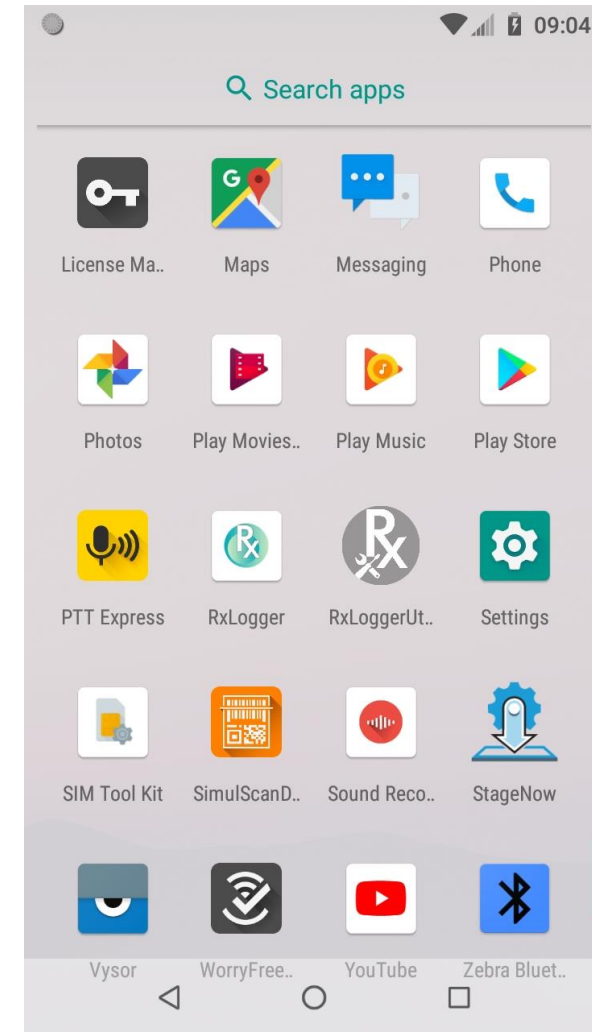 09:04
Search apps
License Ma.. Maps Messaging Phone
Photos Play Movies.. Play Music Play Store
PTT Express RxLogger RxLoggerUt.. Settings
SIM Tool Kit SimulScanD.. Sound Reco.. StageNow
Vysor WorryFree.. YouTube Zebra Bluet..